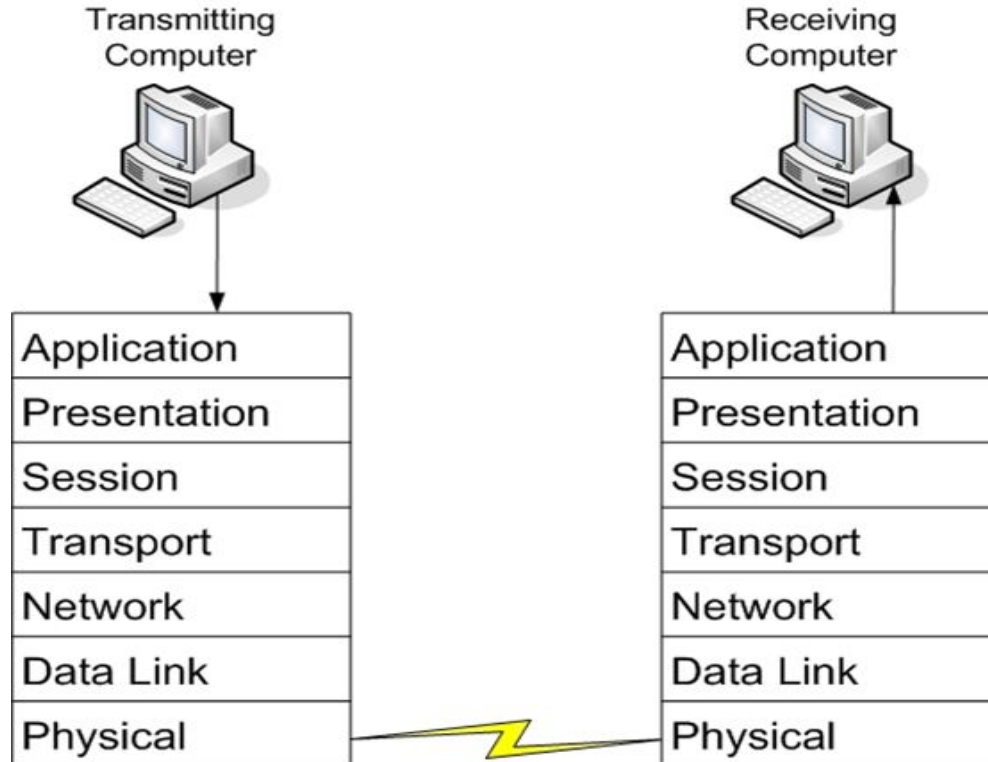 Transmitting
Computer
Receiving
Computer
Application
Presentation
Session
Transport
Network
Data Link
Physical
Application
Presentation
Session
Transport
Network
Data Link
Physical